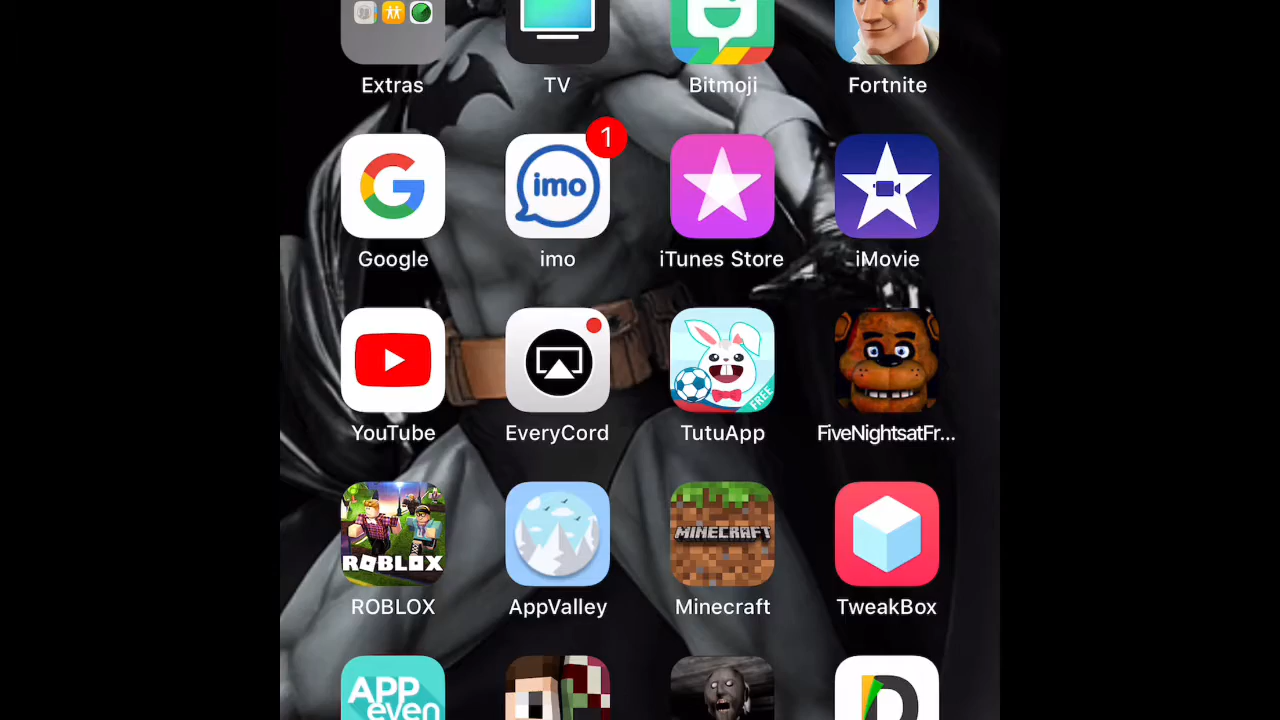 Extras TV Bitmoji Fortnite
1
imo
Google imo iTunes Store iMovie
FREE
YouTube EveryCord TutuApp FiveNightsatFr...
ROBLOX MINECRAFT
ROBLOX AppValley Minecraft TweakBox
APP
even